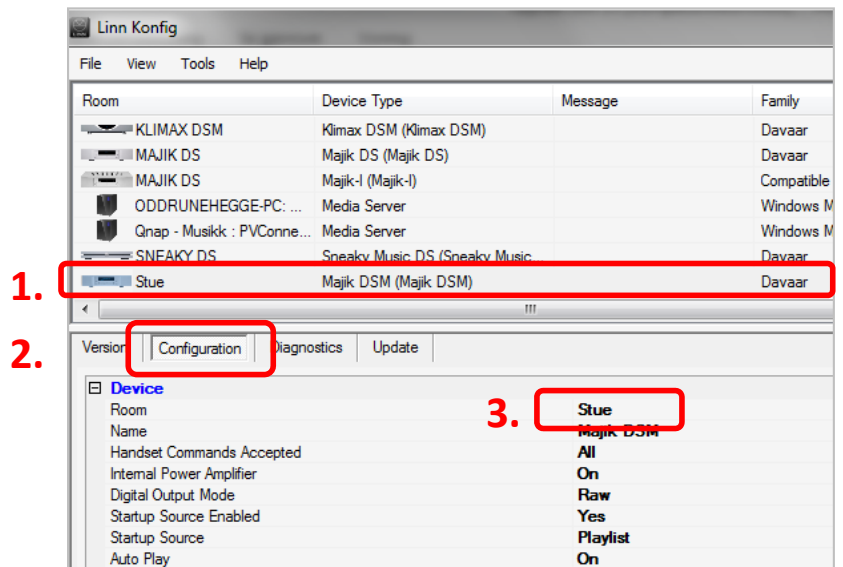 Linn Konfig
File View Tools Help
Room Device Type Message Family
KLIMAX DSM Klimax DSM (Klimax DSM) Davaar
MAJIK DS Majik DS (Majik DS) Davaar
MAJIK DS Majik-I (Majik-I) Compatible
ODDRUNEHEGGE-PC: ... Media Server Windows M
Qnap - Musikk : PVConne... Media Server Windows M
SNEAKY DS Sneaky Music DS (Sneaky Music... Davaar
1. Stue Majik DSM (Majik DSM) Davaar
2. Version Configuration Diagnostics Update
Device
Room 3. Stue
Name Majik DSM
Handset Commands Accepted All
Internal Power Amplifier On
Digital Output Mode Raw
Startup Source Enabled Yes
Startup Source Playlist
Auto Play On